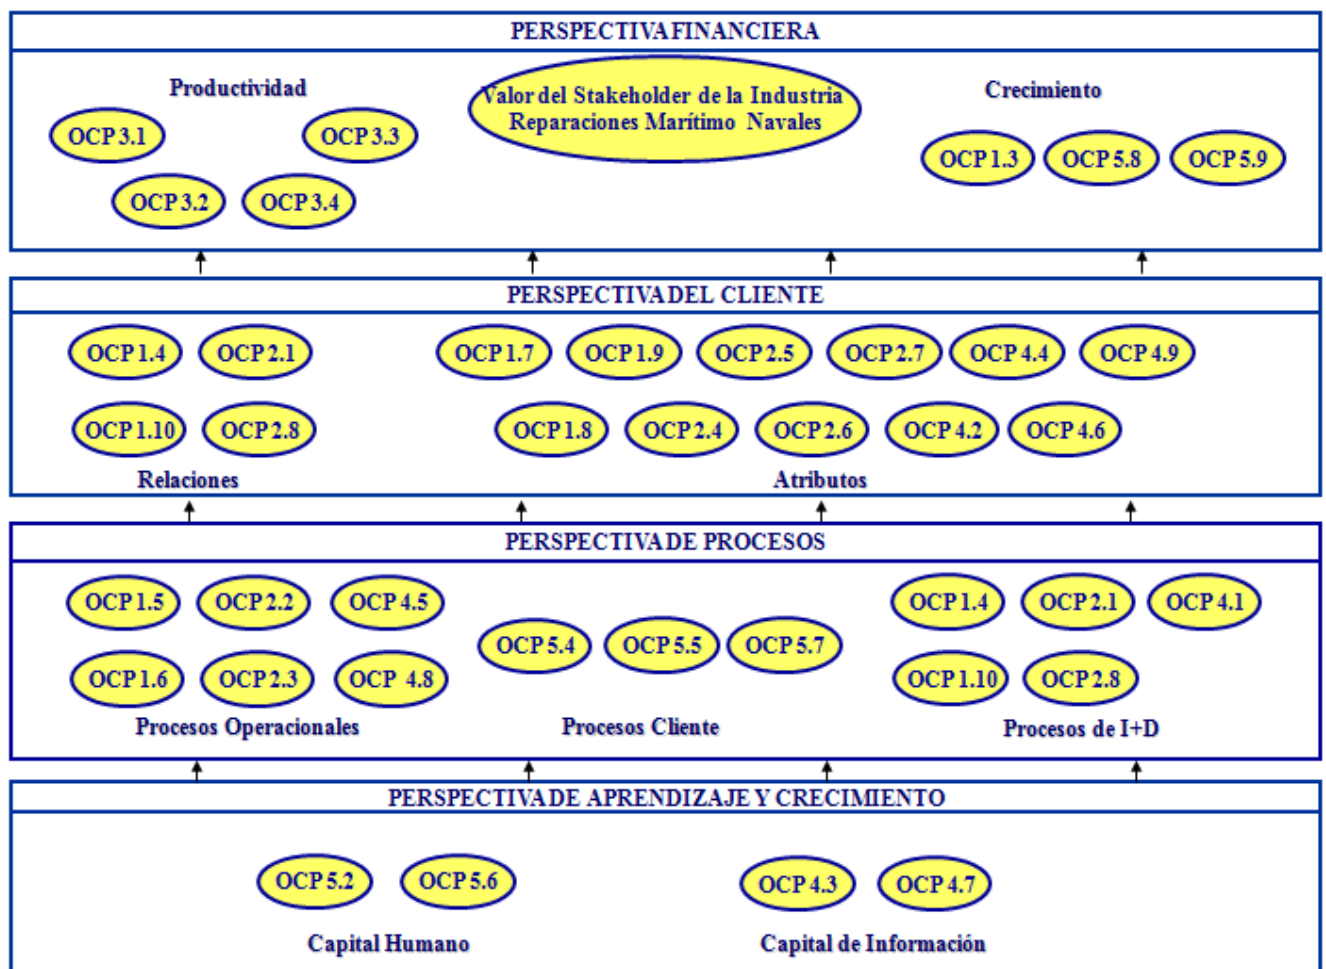 PERSPECTIVA FINANCIERA
Productividad
Valor del Stakeholder de la Industria
Reparaciones Marítimo Navales
Crecimiento
OCP 3.1
OCP 3.3
OCP 1.3
OCP 5.8
OCP 5.9
OCP 3.2
OCP 3.4
PERSPECTIVA DEL CLIENTE
OCP 1.4
OCP 2.1
OCP 1.7
OCP 1.9
OCP 2.5
OCP 2.7
OCP 4.4
OCP 4.9
OCP 1.10
OCP 2.8
OCP 1.8
OCP 2.4
OCP 2.6
OCP 4.2
OCP 4.6
Relaciones
Atributos
PERSPECTIVA DE PROCESOS
OCP 1.5
OCP 2.2
OCP 4.5
OCP 1.6
OCP 2.3
OCP 4.8
Procesos Operacionales
OCP 5.4
OCP 5.5
OCP 5.7
Procesos Cliente
OCP 1.4
OCP 2.1
OCP 4.1
OCP 1.10
OCP 2.8
Procesos de I+D
PERSPECTIVA DE APRENDIZAJE Y CRECIMIENTO
OCP 5.2
OCP 5.6
OCP 4.3
OCP 4.7
Capital Humano
Capital de Información